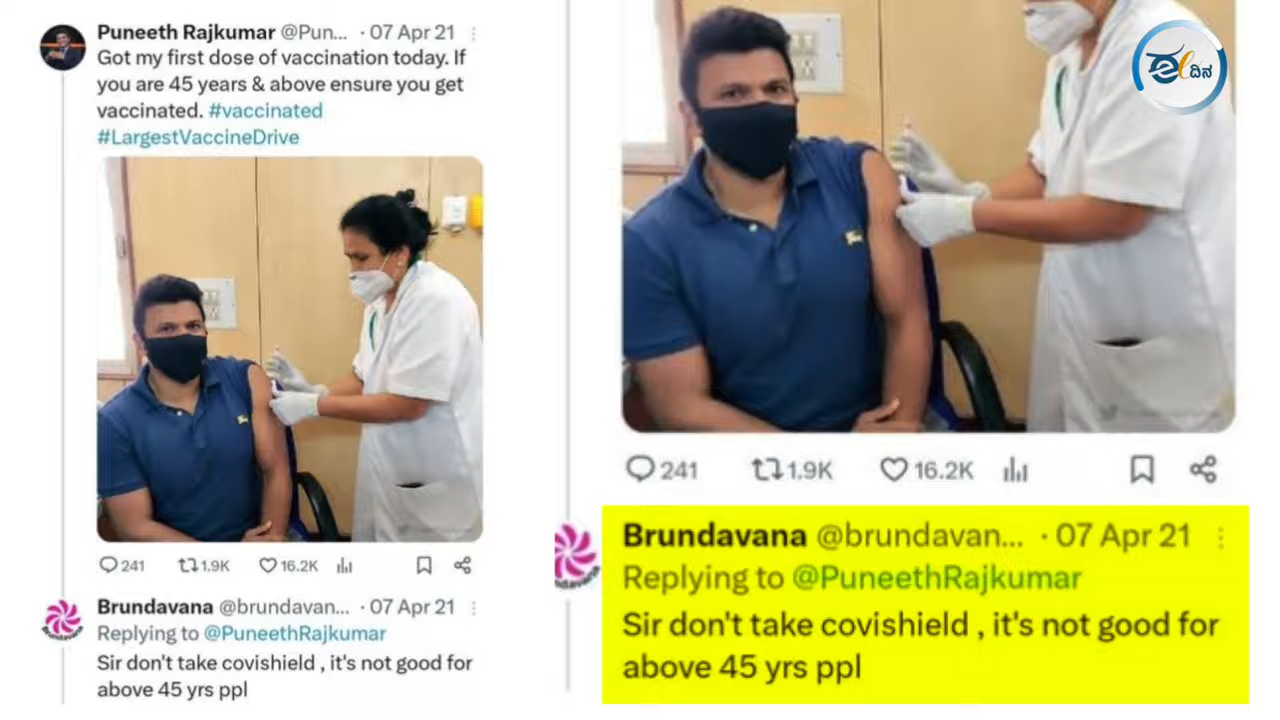 Puneeth Rajkumar @Pun... · 07 Apr 21
Got my first dose of vaccination today. If
you are 45 years & above ensure you get
vaccinated. #vaccinated
#LargestVaccineDrive
241 1.9K 16.2K
Brundavana @brundavan... · 07 Apr 21
Replying to @PuneethRajkumar
Sir don't take covishield , it's not good for
above 45 yrs ppl
ಈ ದಿನ
241 1.9K 16.2K
Brundavana @brundavan... · 07 Apr 21
Replying to @PuneethRajkumar
Sir don't take covishield , it's not good for
above 45 yrs ppl